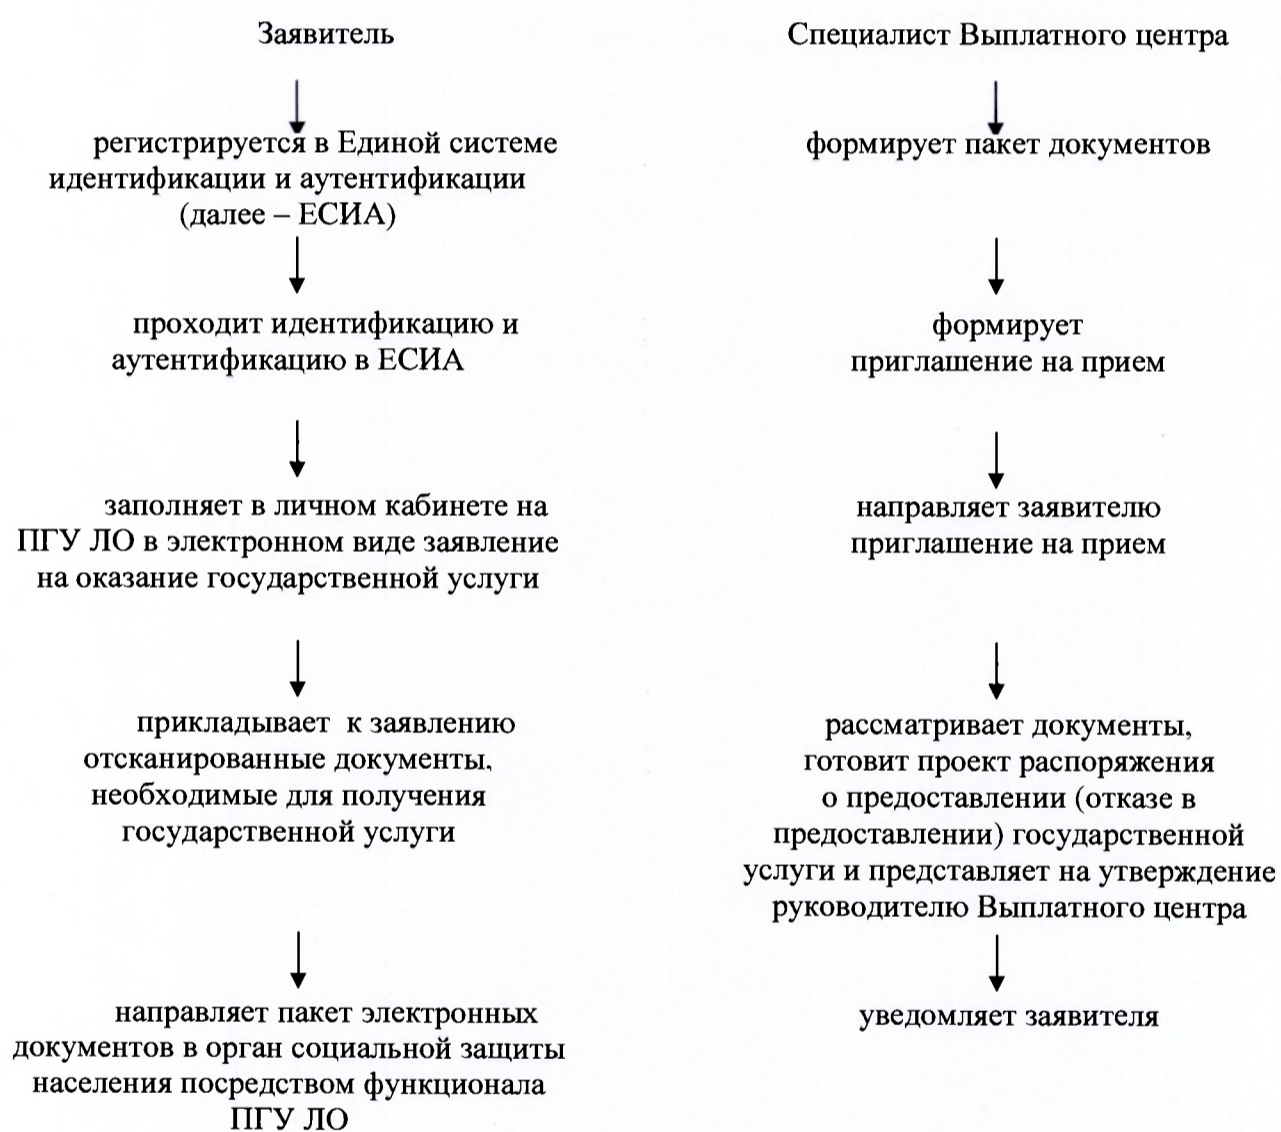 Заявитель
регистрируется в Единой системе
идентификации и аутентификации
(далее – ЕСИА)
проходит идентификацию и
аутентификацию в ЕСИА
заполняет в личном кабинете на
ПГУ ЛО в электронном виде заявление
на оказание государственной услуги
прикладывает к заявлению
отсканированные документы,
необходимые для получения
государственной услуги
направляет пакет электронных
документов в орган социальной защиты
населения посредством функционала
ПГУ ЛО
Специалист Выплатного центра
формирует пакет документов
формирует
приглашение на прием
направляет заявителю
приглашение на прием
рассматривает документы,
готовит проект распоряжения
о предоставлении (отказе в
предоставлении) государственной
услуги и представляет на утверждение
руководителю Выплатного центра
уведомляет заявителя